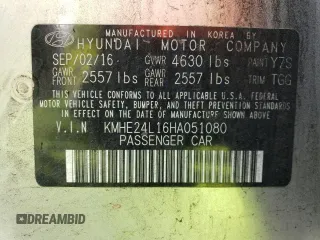 MANUFACTURED IN KOREA BY
HYUNDAI MOTOR COMPANY
SEP/02/16 GVWR 4630 lbs PAINT Y7S
GAWR FRONT 2557 lbs GAWR REAR 2557 lbs TRIM TGG
THIS VEHICLE CONFORMS TO ALL APPLICABLE U.S. FEDERAL
MOTOR VEHICLE SAFETY, BUMPER, AND THEFT PREVENTION
STANDARDS IN EFFECT ON THE DATE OF MANUFACTURE
SHOWN ABOVE.
V.I.N KMHE24L16HA051080
PASSENGER CAR
DREAMBID